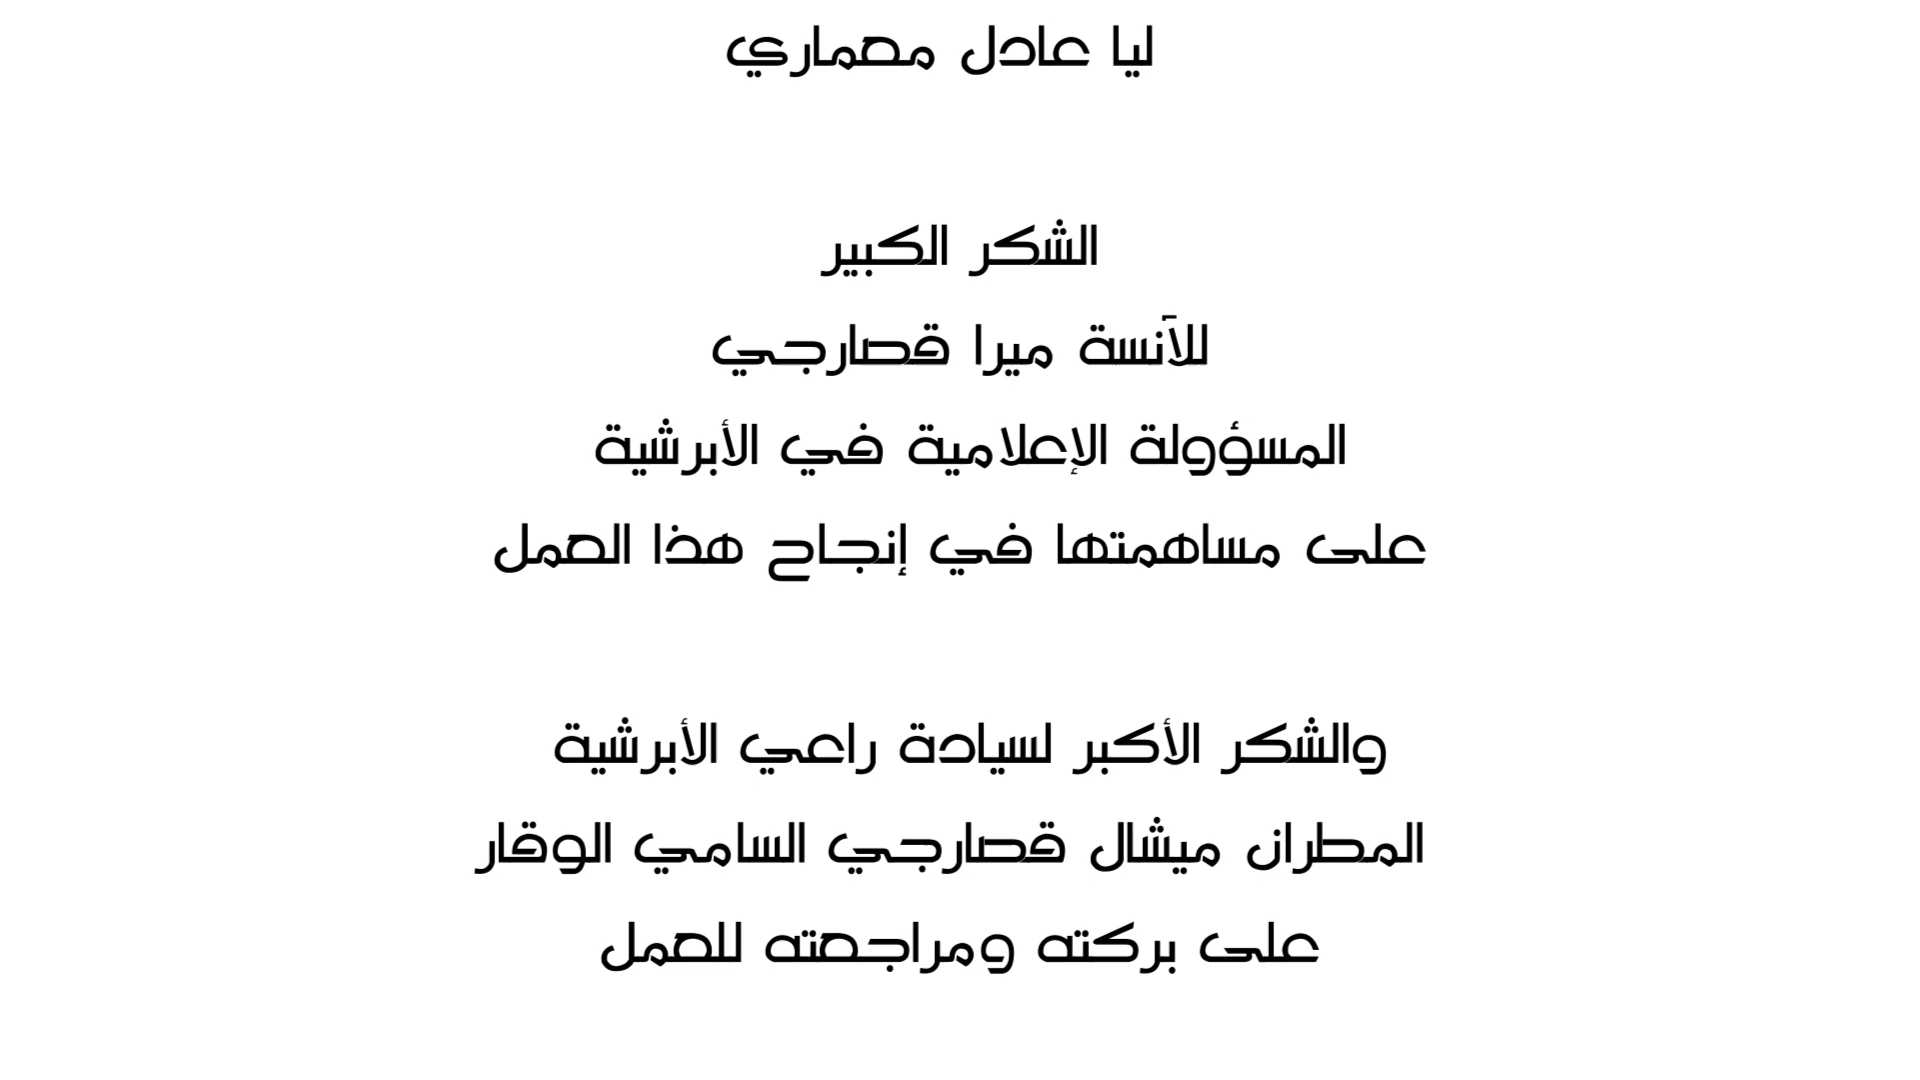 ليا عادل معماري
الشكر الكبير
للآنسة ميرا قصارجي
المسؤولة الإعلامية في الأبرشية
على مساهمتها في إنجاح هذا العمل
والشكر الأكبر لسيادة راعي الأبرشية
المطران ميشال قصارجي السامي الوقار
على بركته ومراجعته للعمل